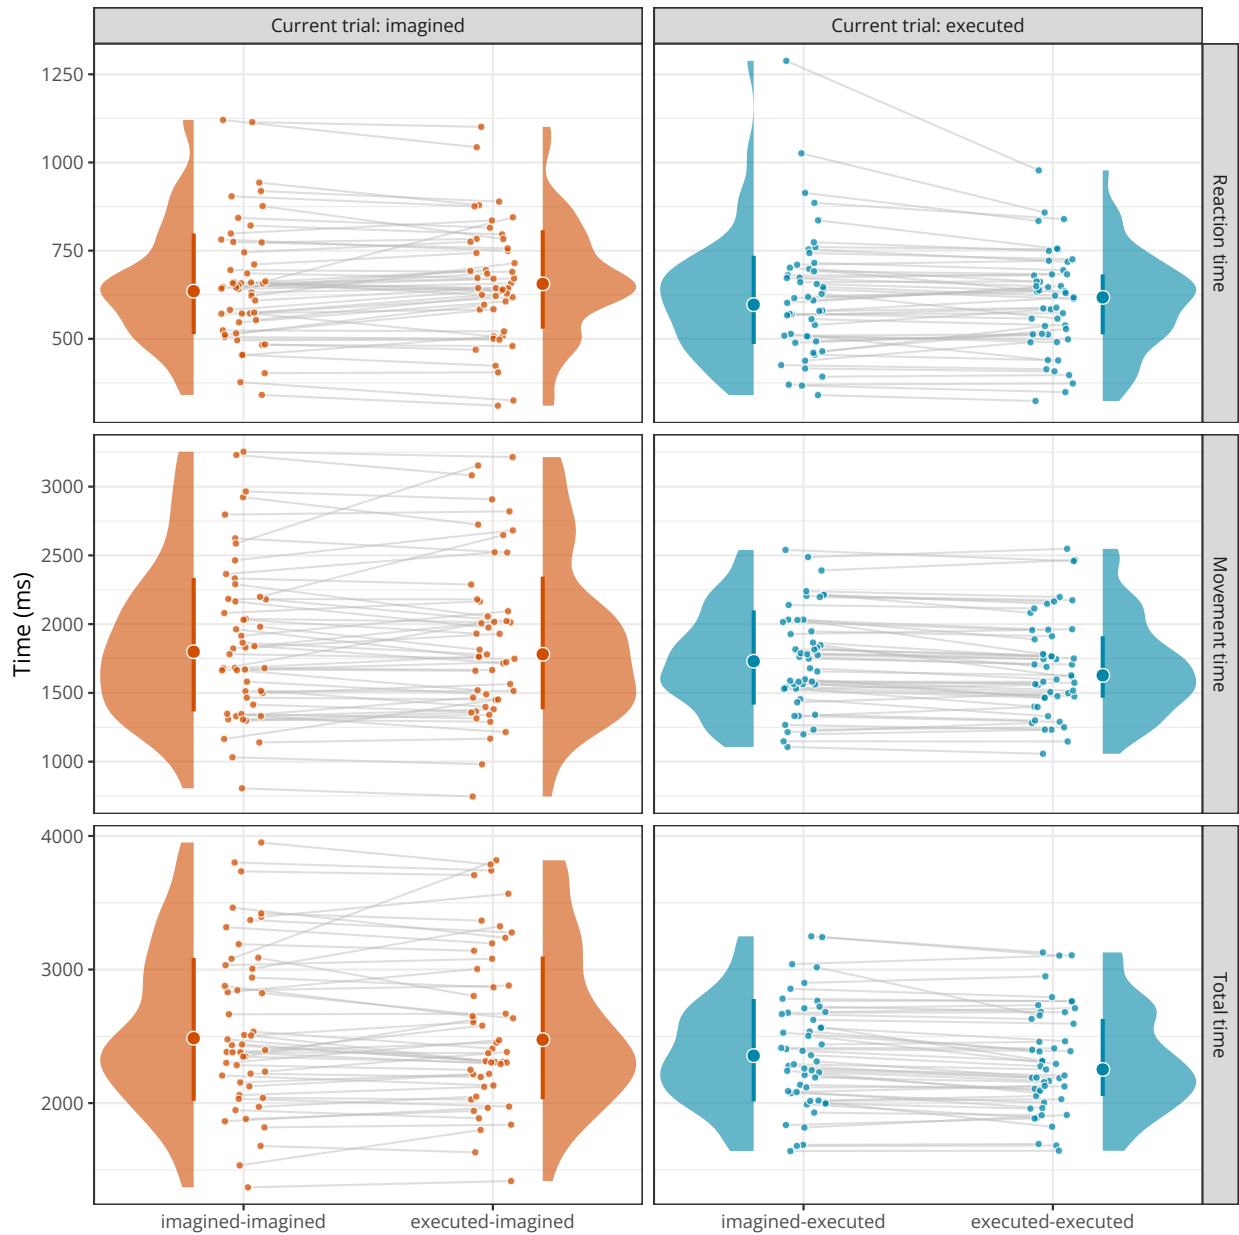 Current trial: imagined
Current trial: executed
1250
1000
750
500
Reaction time
Time (ms)
3000
2500
2000
1500
1000
Movement time
4000
3000
2000
Total time
imagined-imagined
executed-imagined
imagined-executed
executed-executed